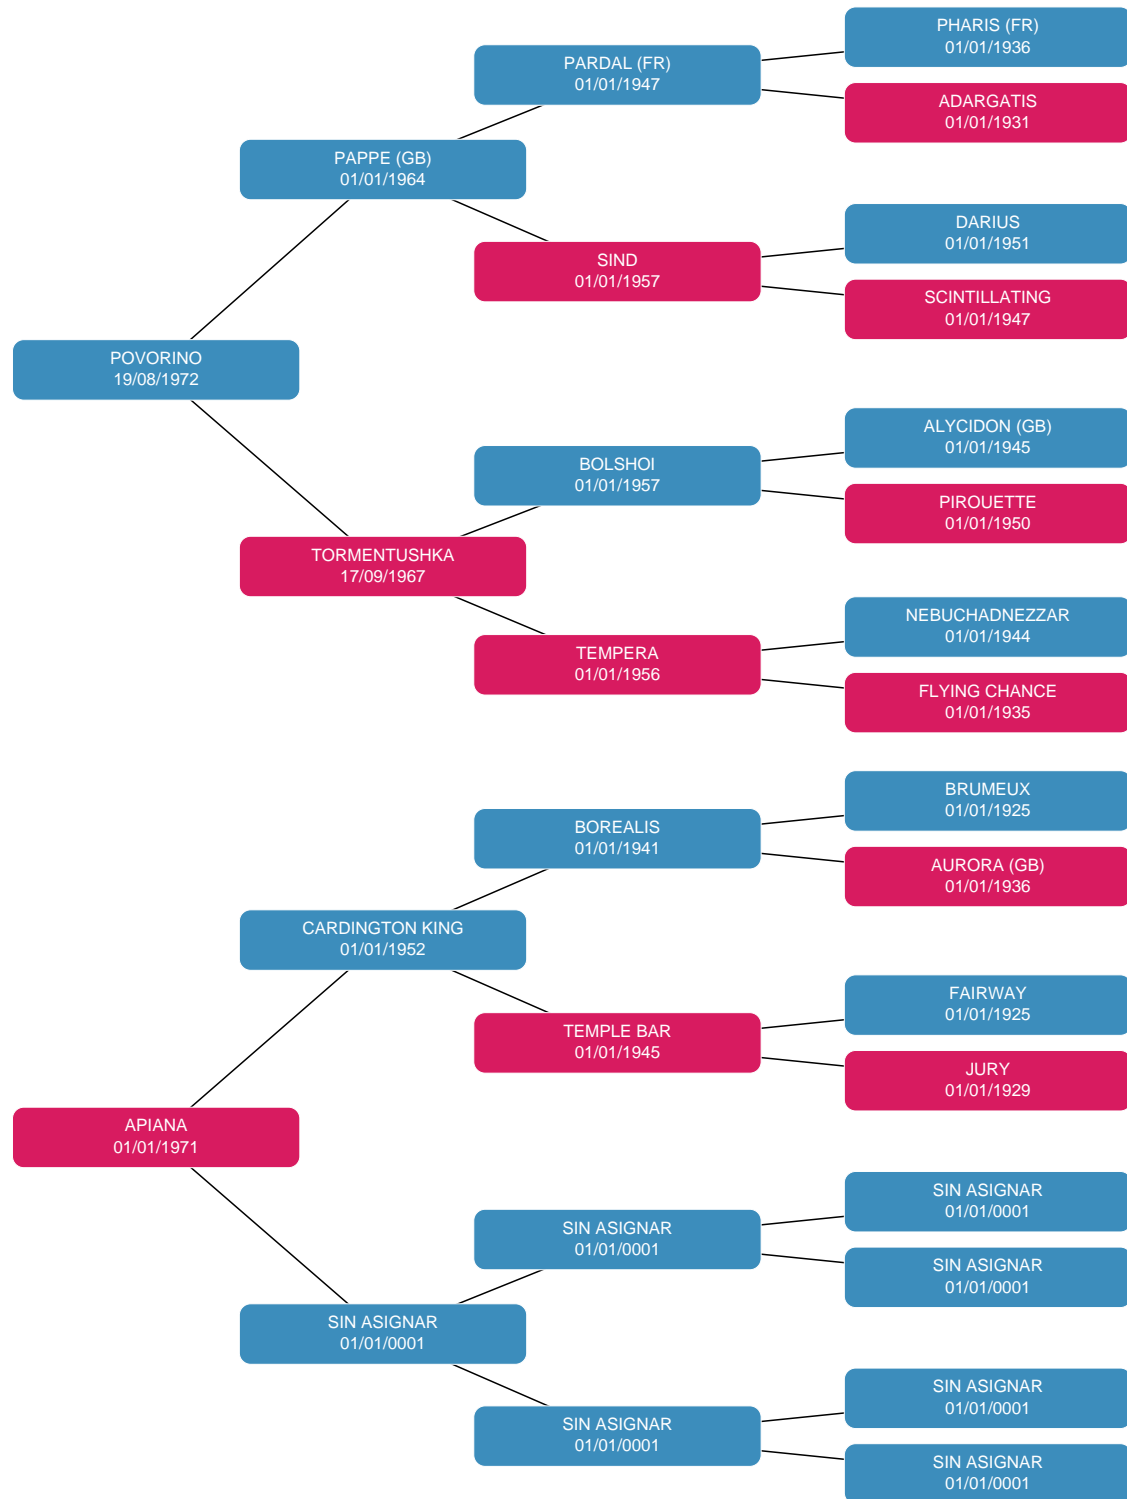 PHARIS (FR)
01/01/1936
PARDAL (FR)
01/01/1947
ADARGATIS
01/01/1931
PAPPE (GB)
01/01/1964
DARIUS
01/01/1951
SIND
01/01/1957
SCINTILLATING
01/01/1947
POVORINO
19/08/1972
ALYCIDON (GB)
01/01/1945
BOLSHOI
01/01/1957
PIROUETTE
01/01/1950
TORMENTUSHKA
17/09/1967
NEBUCHADNEZZAR
01/01/1944
TEMPERA
01/01/1956
FLYING CHANCE
01/01/1935
BRUMEUX
01/01/1925
BOREALIS
01/01/1941
AURORA (GB)
01/01/1936
CARDINGTON KING
01/01/1952
FAIRWAY
01/01/1925
TEMPLE BAR
01/01/1945
JURY
01/01/1929
APIANA
01/01/1971
SIN ASIGNAR
01/01/0001
SIN ASIGNAR
01/01/0001
SIN ASIGNAR
01/01/0001
SIN ASIGNAR
01/01/0001
SIN ASIGNAR
01/01/0001
SIN ASIGNAR
01/01/0001
SIN ASIGNAR
01/01/0001